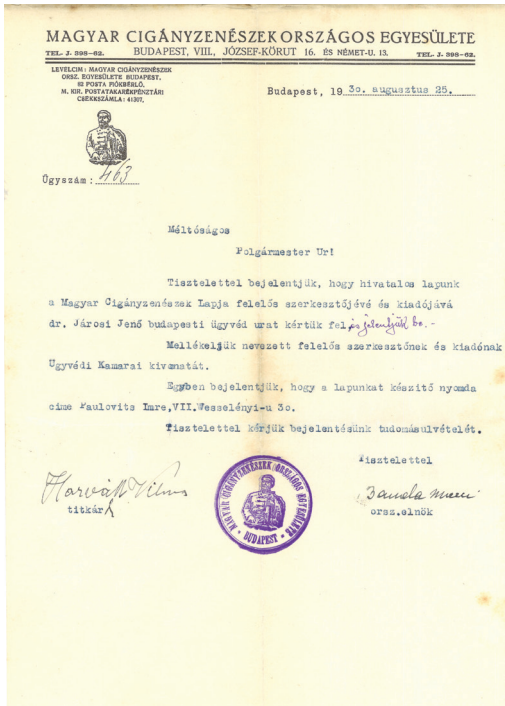 MAGYAR CIGÁNYZENÉSZEK ORSZÁGOS EGYESÜLETE
TEL. J. 398-62. BUDAPEST, VIII., JÓZSEF-KÖRUT 16. ÉS NÉMET-U. 13. TEL. J. 398-62.
LEVELCIM: MAGYAR CIGÁNYZENÉSZEK
ORSZ. EGYESÜLETE BUDAPEST,
62 POSTA FIÓKBÉRLŐ.
M. KIR. POSTATAKARÉKPÉNZTÁRI
CSEKKSZÁMLA: 41207.
Budapest, 1930. augusztus 25.
Ügyszám: 463
Méltóságos
Polgármester Ur!
Tisztelettel bejelentjük, hogy hivatalos lapunk
a Magyar Cigányzenészek Lapja felelős szerkesztőjévé és kiadójává
dr. Járosi Jenő budapesti ügyvéd urat kértük fel, és jelentjük be.-
Mellékeljük nevezett felelős szerkesztőnek és kiadónak
Ügyvédi Kamarai kivonatát.
Egyben bejelentjük, hogy a lapunkat készitő nyomda
cime Paulovits Imre, VII. Wesselényi-u 30.
Tisztelettel kérjük bejelentésünk tudomásulvételét.
Tisztelettel
Horváth Vilmos
titkár
orsz.elnök
MAGYAR CIGÁNYZENÉSZEK ORSZÁGOS EGYESÜLETE
BUDAPEST